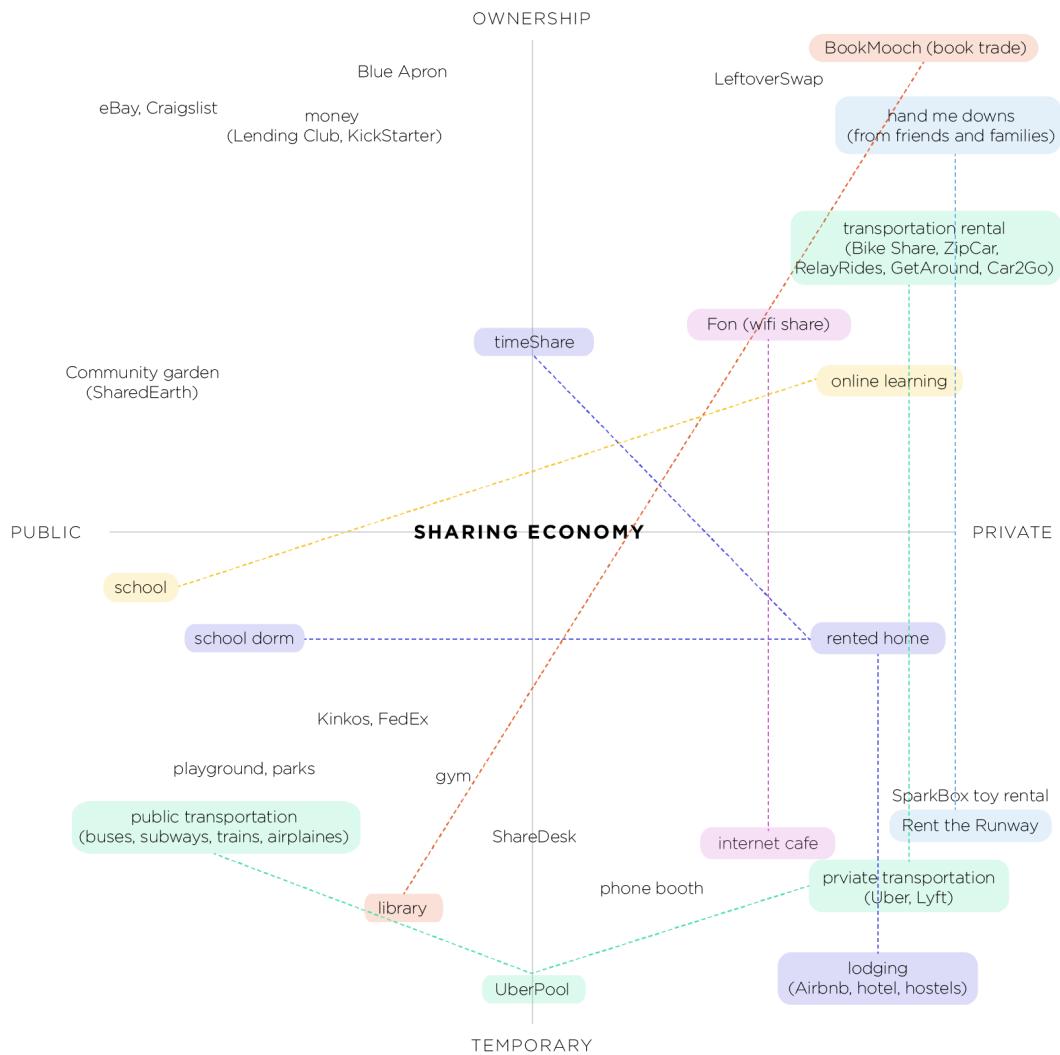 OWNERSHIP
BookMooch (book trade)
Blue Apron
LeftoverSwap
eBay, Craigslist
money
(Lending Club, KickStarter)
hand me downs
(from friends and families)
transportation rental
(Bike Share, ZipCar,
RelayRides, GetAround, Car2Go)
Fon (wifi share)
timeShare
Community garden
(SharedEarth)
online learning
PUBLIC
SHARING ECONOMY
PRIVATE
school
school dorm
rented home
Kinkos, FedEx
playground, parks
gym
SparkBox toy rental
public transportation
(buses, subways, trains, airplaines)
ShareDesk
internet cafe
Rent the Runway
phone booth
prviate transportation
(Uber, Lyft)
library
UberPool
lodging
(Airbnb, hotel, hostels)
TEMPORARY